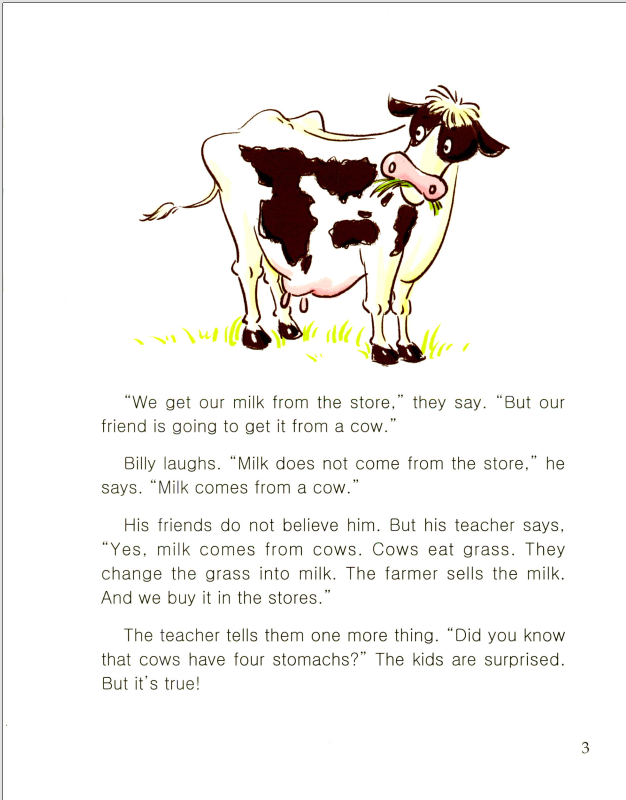 “We get our milk from the store,” they say. “But our
friend is going to get it from a cow.”
Billy laughs. “Milk does not come from the store,” he
says. “Milk comes from a cow.”
His friends do not believe him. But his teacher says,
“Yes, milk comes from cows. Cows eat grass. They
change the grass into milk. The farmer sells the milk.
And we buy it in the stores.”
The teacher tells them one more thing. “Did you know
that cows have four stomachs?” The kids are surprised.
But it’s true!
3